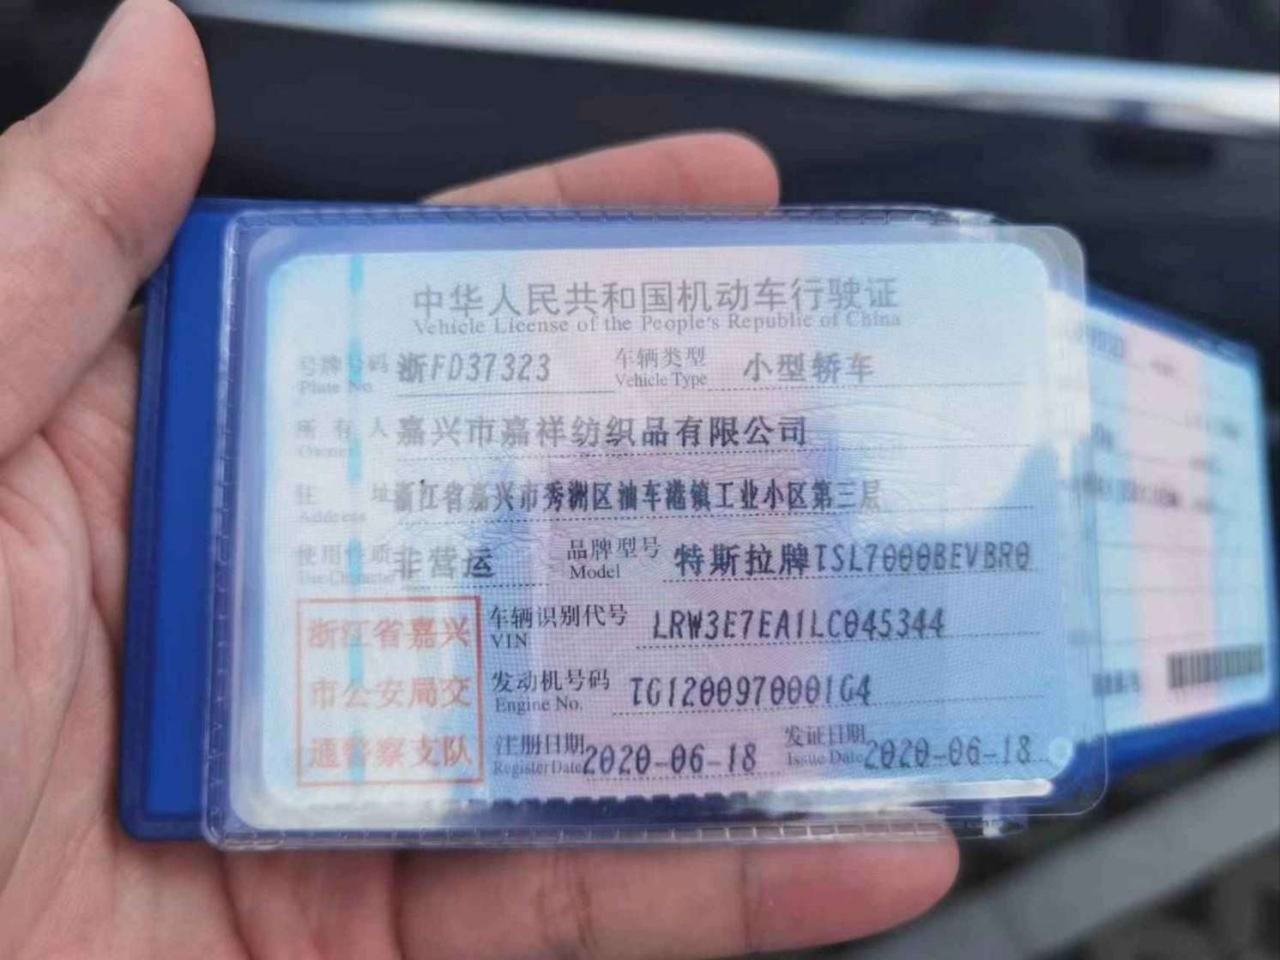 中华人民共和国机动车行驶证
Vehicle License of the People's Republic of China
号牌号码 浙FD37323 车辆类型 小型轿车
Plate No. Vehicle Type
所有人 嘉兴市嘉祥纺织品有限公司
Owner
住址 浙江省嘉兴市秀洲区油车港镇工业小区第三层
Address
使用性质 非营运 品牌型号 特斯拉牌TSL7000BEVBR0
Use Character Model
浙江省嘉兴
市公安局交
通警察支队
车辆识别代号 LRW3E7EA1LC045344
VIN
发动机号码 TG1200970001G4
Engine No.
注册日期 2020-06-18 发证日期 2020-06-18
Register Date Issue Date